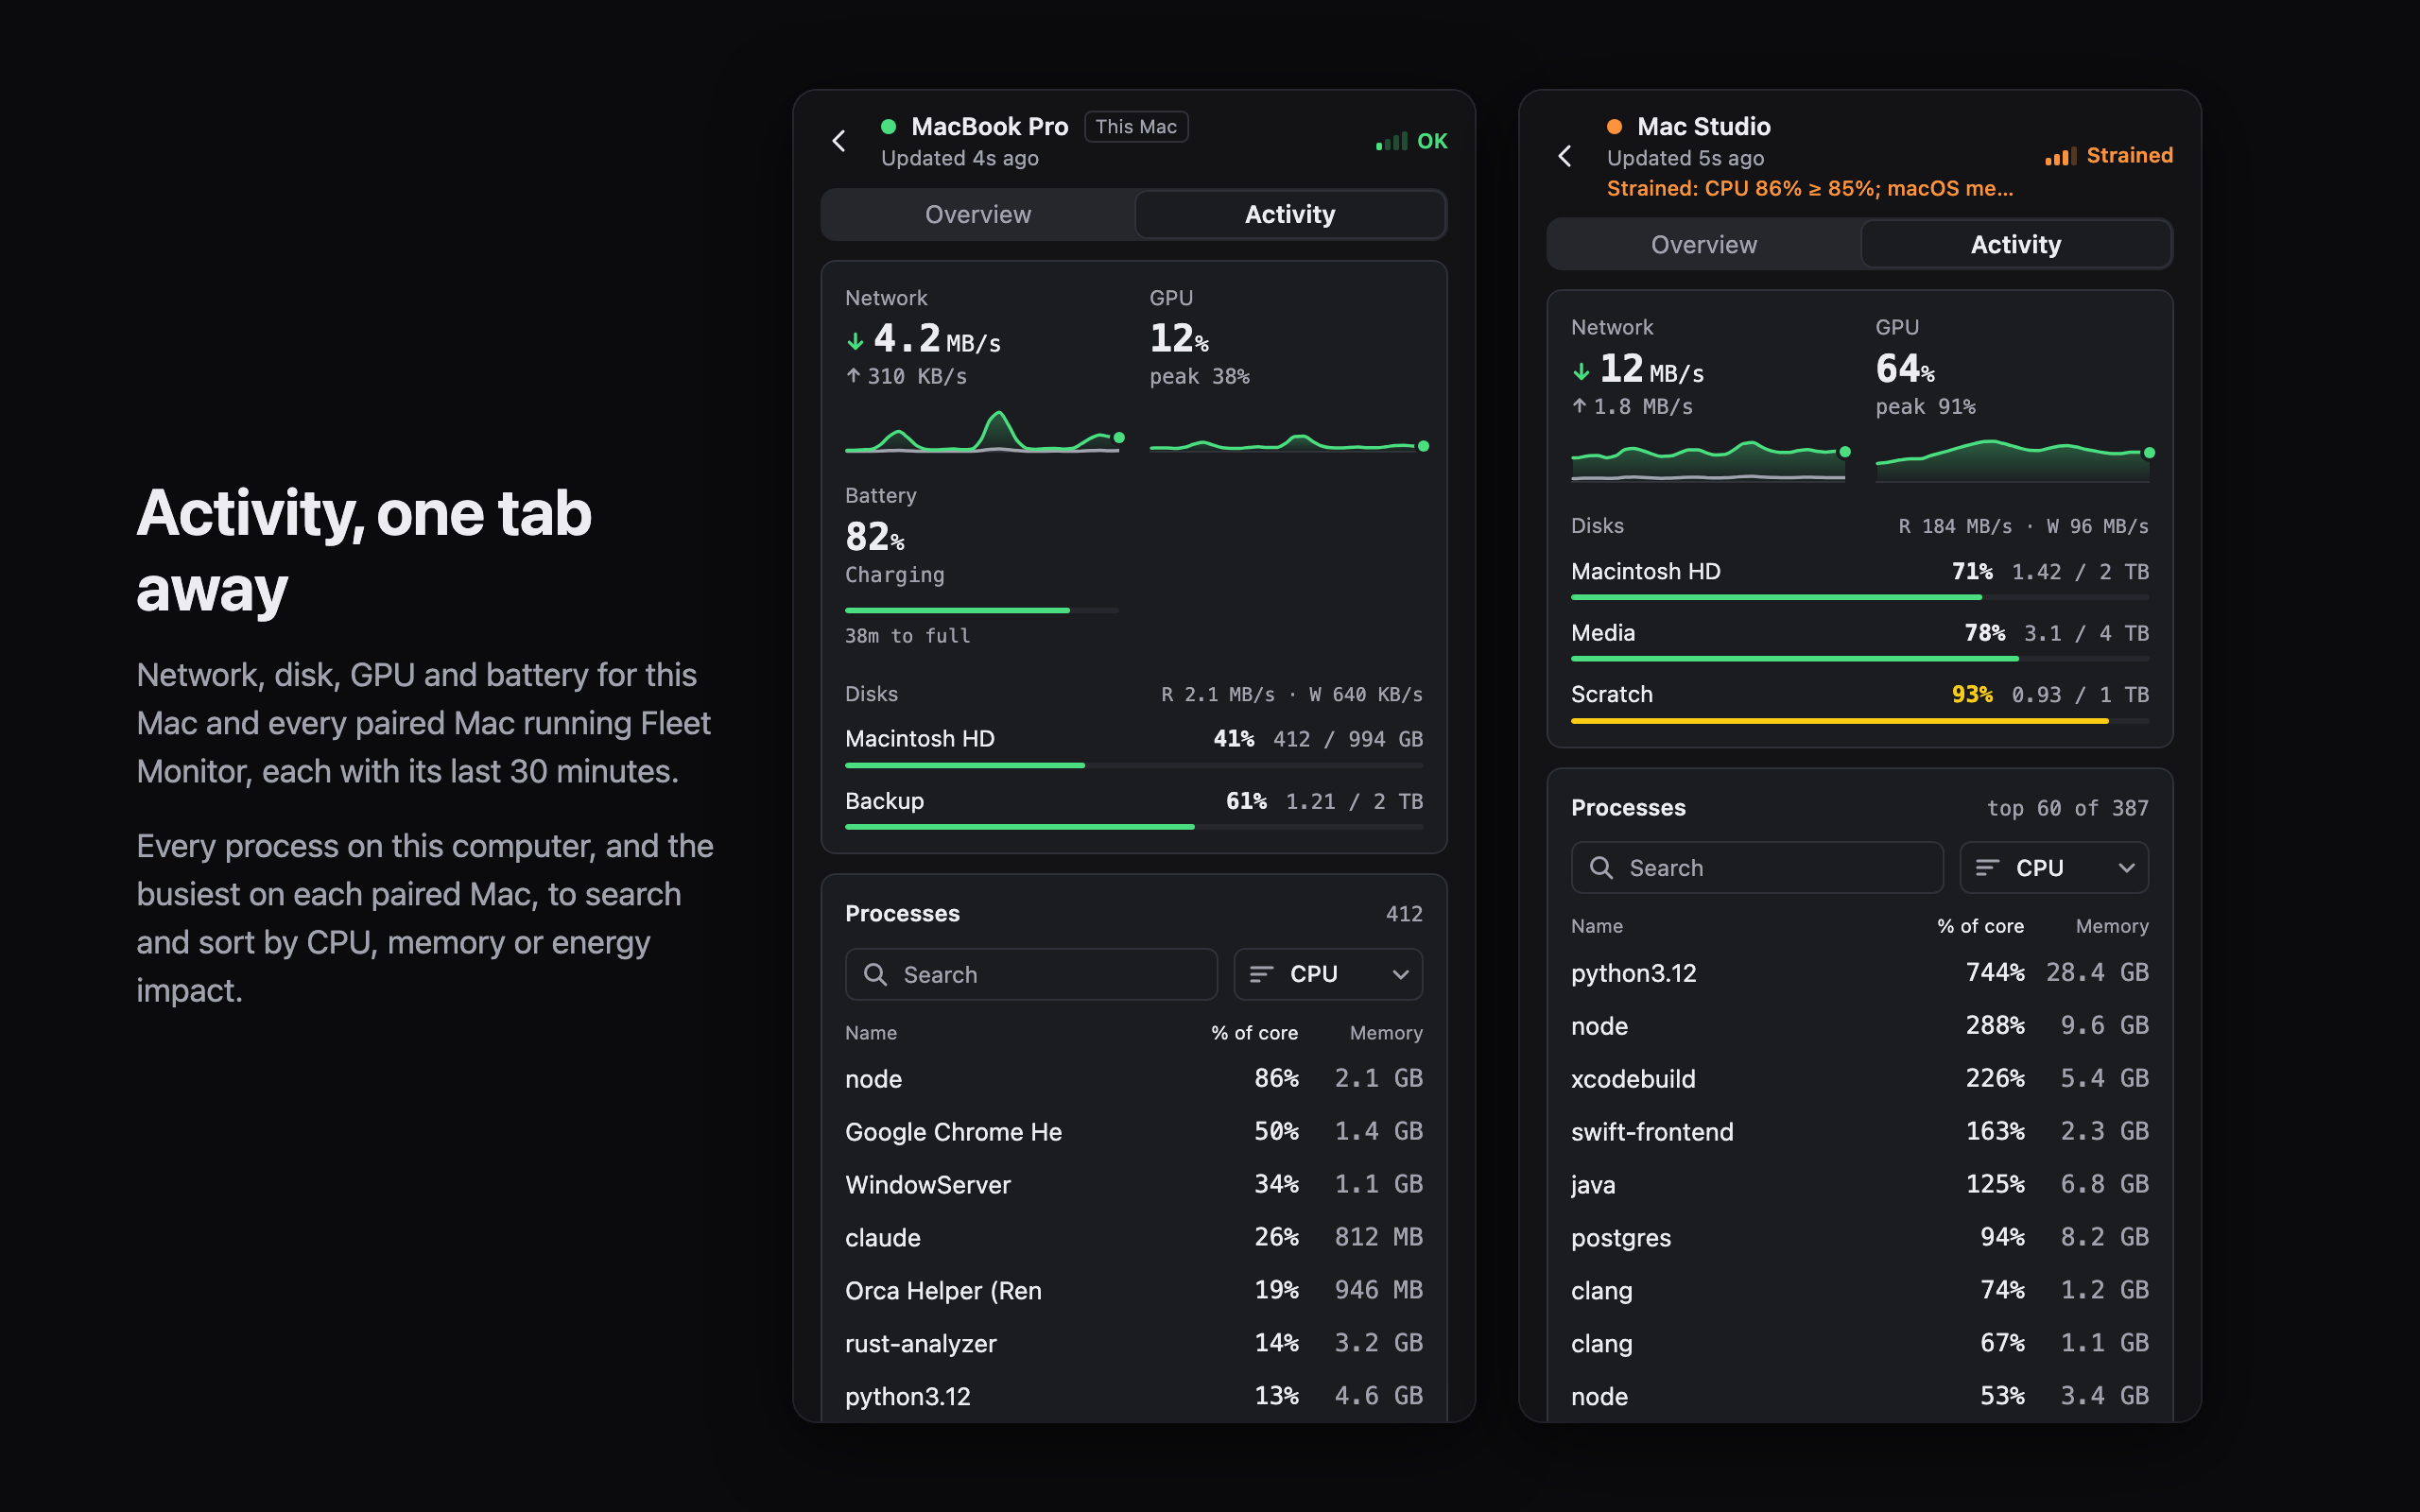 Activity, one tab
away
Network, disk, GPU and battery for this
Mac and every paired Mac running Fleet
Monitor, each with its last 30 minutes.
Every process on this computer, and the
busiest on each paired Mac, to search
and sort by CPU, memory or energy
impact.
MacBook Pro This Mac
Updated 4s ago
OK
Overview Activity
Network GPU
↓ 4.2 MB/s 12%
↑ 310 KB/s peak 38%
Battery
82%
Charging
38m to full
Disks R 2.1 MB/s · W 640 KB/s
Macintosh HD 41% 412 / 994 GB
Backup 61% 1.21 / 2 TB
Processes 412
Search CPU
Name % of core Memory
node 86% 2.1 GB
Google Chrome He 50% 1.4 GB
WindowServer 34% 1.1 GB
claude 26% 812 MB
Orca Helper (Ren 19% 946 MB
rust-analyzer 14% 3.2 GB
python3.12 13% 4.6 GB
Mac Studio
Updated 5s ago
Strained
Strained: CPU 86% ≥ 85%; macOS me...
Overview Activity
Network GPU
↓ 12 MB/s 64%
↑ 1.8 MB/s peak 91%
Disks R 184 MB/s · W 96 MB/s
Macintosh HD 71% 1.42 / 2 TB
Media 78% 3.1 / 4 TB
Scratch 93% 0.93 / 1 TB
Processes top 60 of 387
Search CPU
Name % of core Memory
python3.12 744% 28.4 GB
node 288% 9.6 GB
xcodebuild 226% 5.4 GB
swift-frontend 163% 2.3 GB
java 125% 6.8 GB
postgres 94% 8.2 GB
clang 74% 1.2 GB
clang 67% 1.1 GB
node 53% 3.4 GB